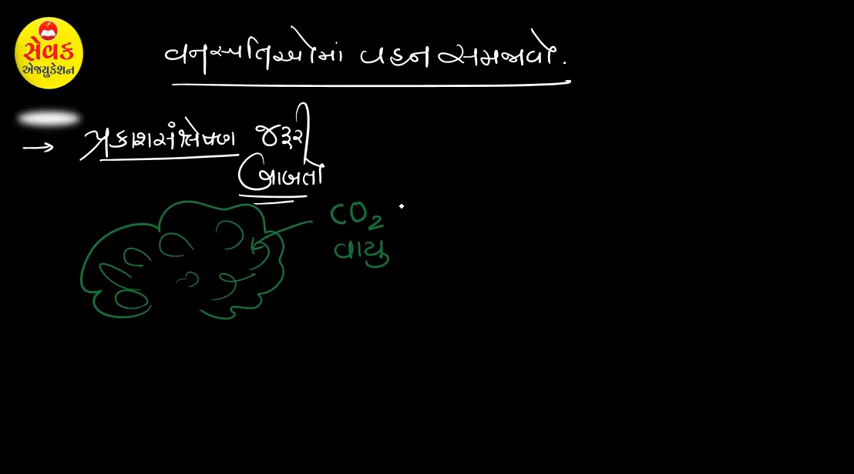 સેવક
એજ્યુકેશન
વનસ્પતિઓમાં વહન સમજાવો.
→ પ્રકાશસંશ્લેષણ જરૂરી
બાબતો
CO2
વાયુ